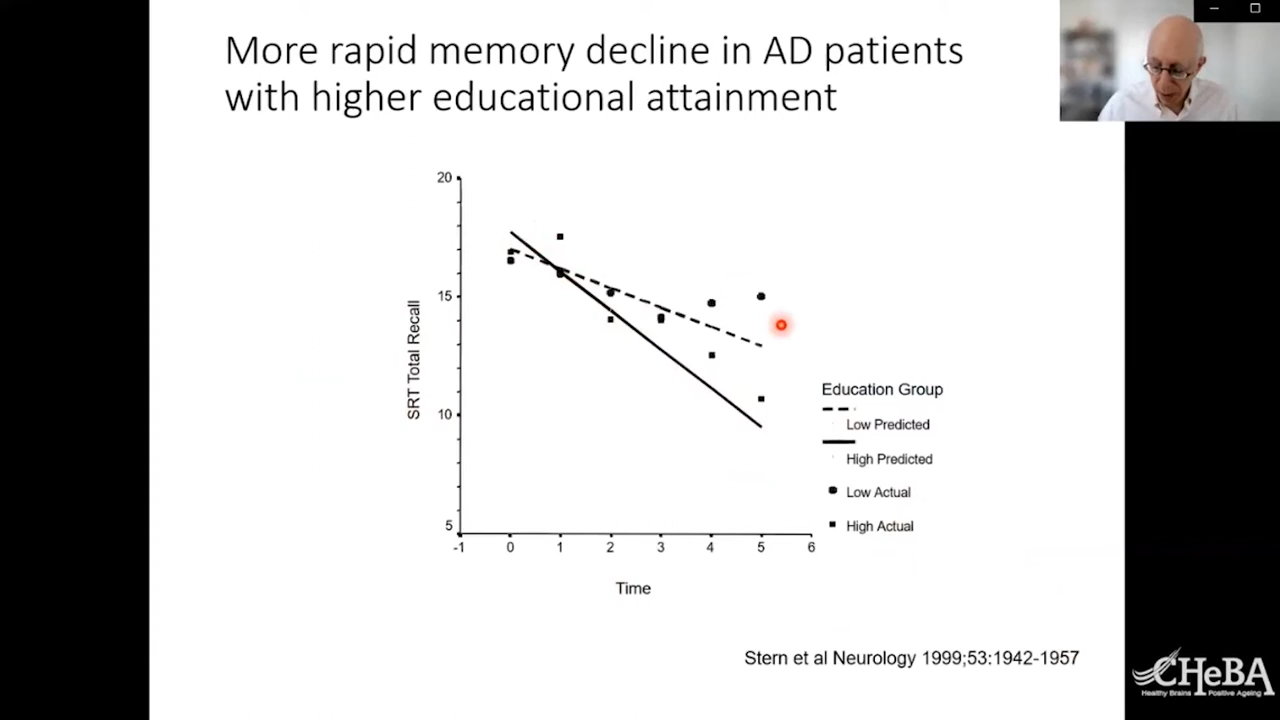 More rapid memory decline in AD patients
with higher educational attainment
20
15
10
5
SRT Total Recall
-1 0 1 2 3 4 5 6
Time
Education Group
Low Predicted
High Predicted
Low Actual
High Actual
Stern et al Neurology 1999;53:1942-1957
CHeBA
Healthy Brains Positive Ageing